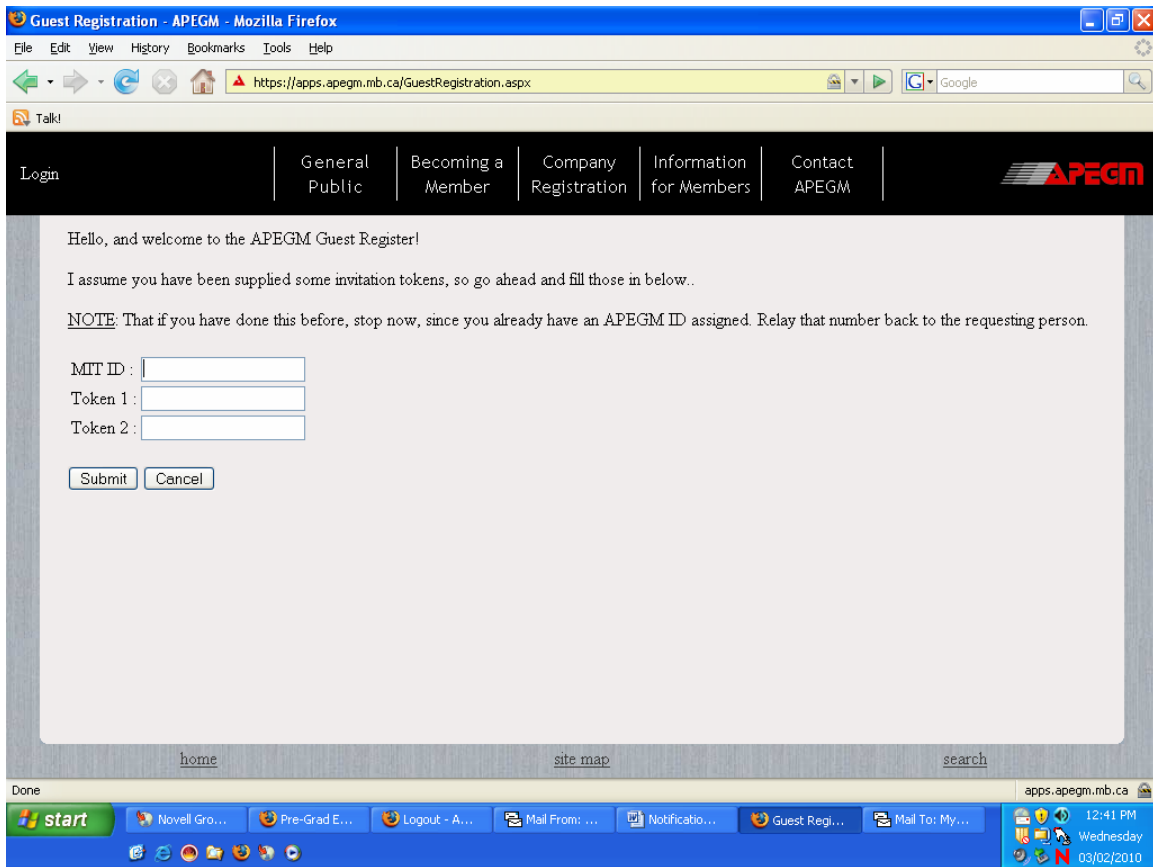 Guest Registration - APEGM - Mozilla Firefox
File Edit View History Bookmarks Tools Help
https://apps.apegm.mb.ca/GuestRegistration.aspx
G Google
Talk!
Login
General Public
Becoming a Member
Company Registration
Information for Members
Contact APEGM
APEGM
Hello, and welcome to the APEGM Guest Register!
I assume you have been supplied some invitation tokens, so go ahead and fill those in below..
NOTE: That if you have done this before, stop now, since you already have an APEGM ID assigned. Relay that number back to the requesting person.
MIT ID :
Token 1 :
Token 2 :
Submit Cancel
home site map search
Done apps.apegm.mb.ca
start Novell Gro... Pre-Grad E... Logout - A... Mail From: ... Notificatio... Guest Regi... Mail To: My... 12:41 PM
Wednesday
N 03/02/2010